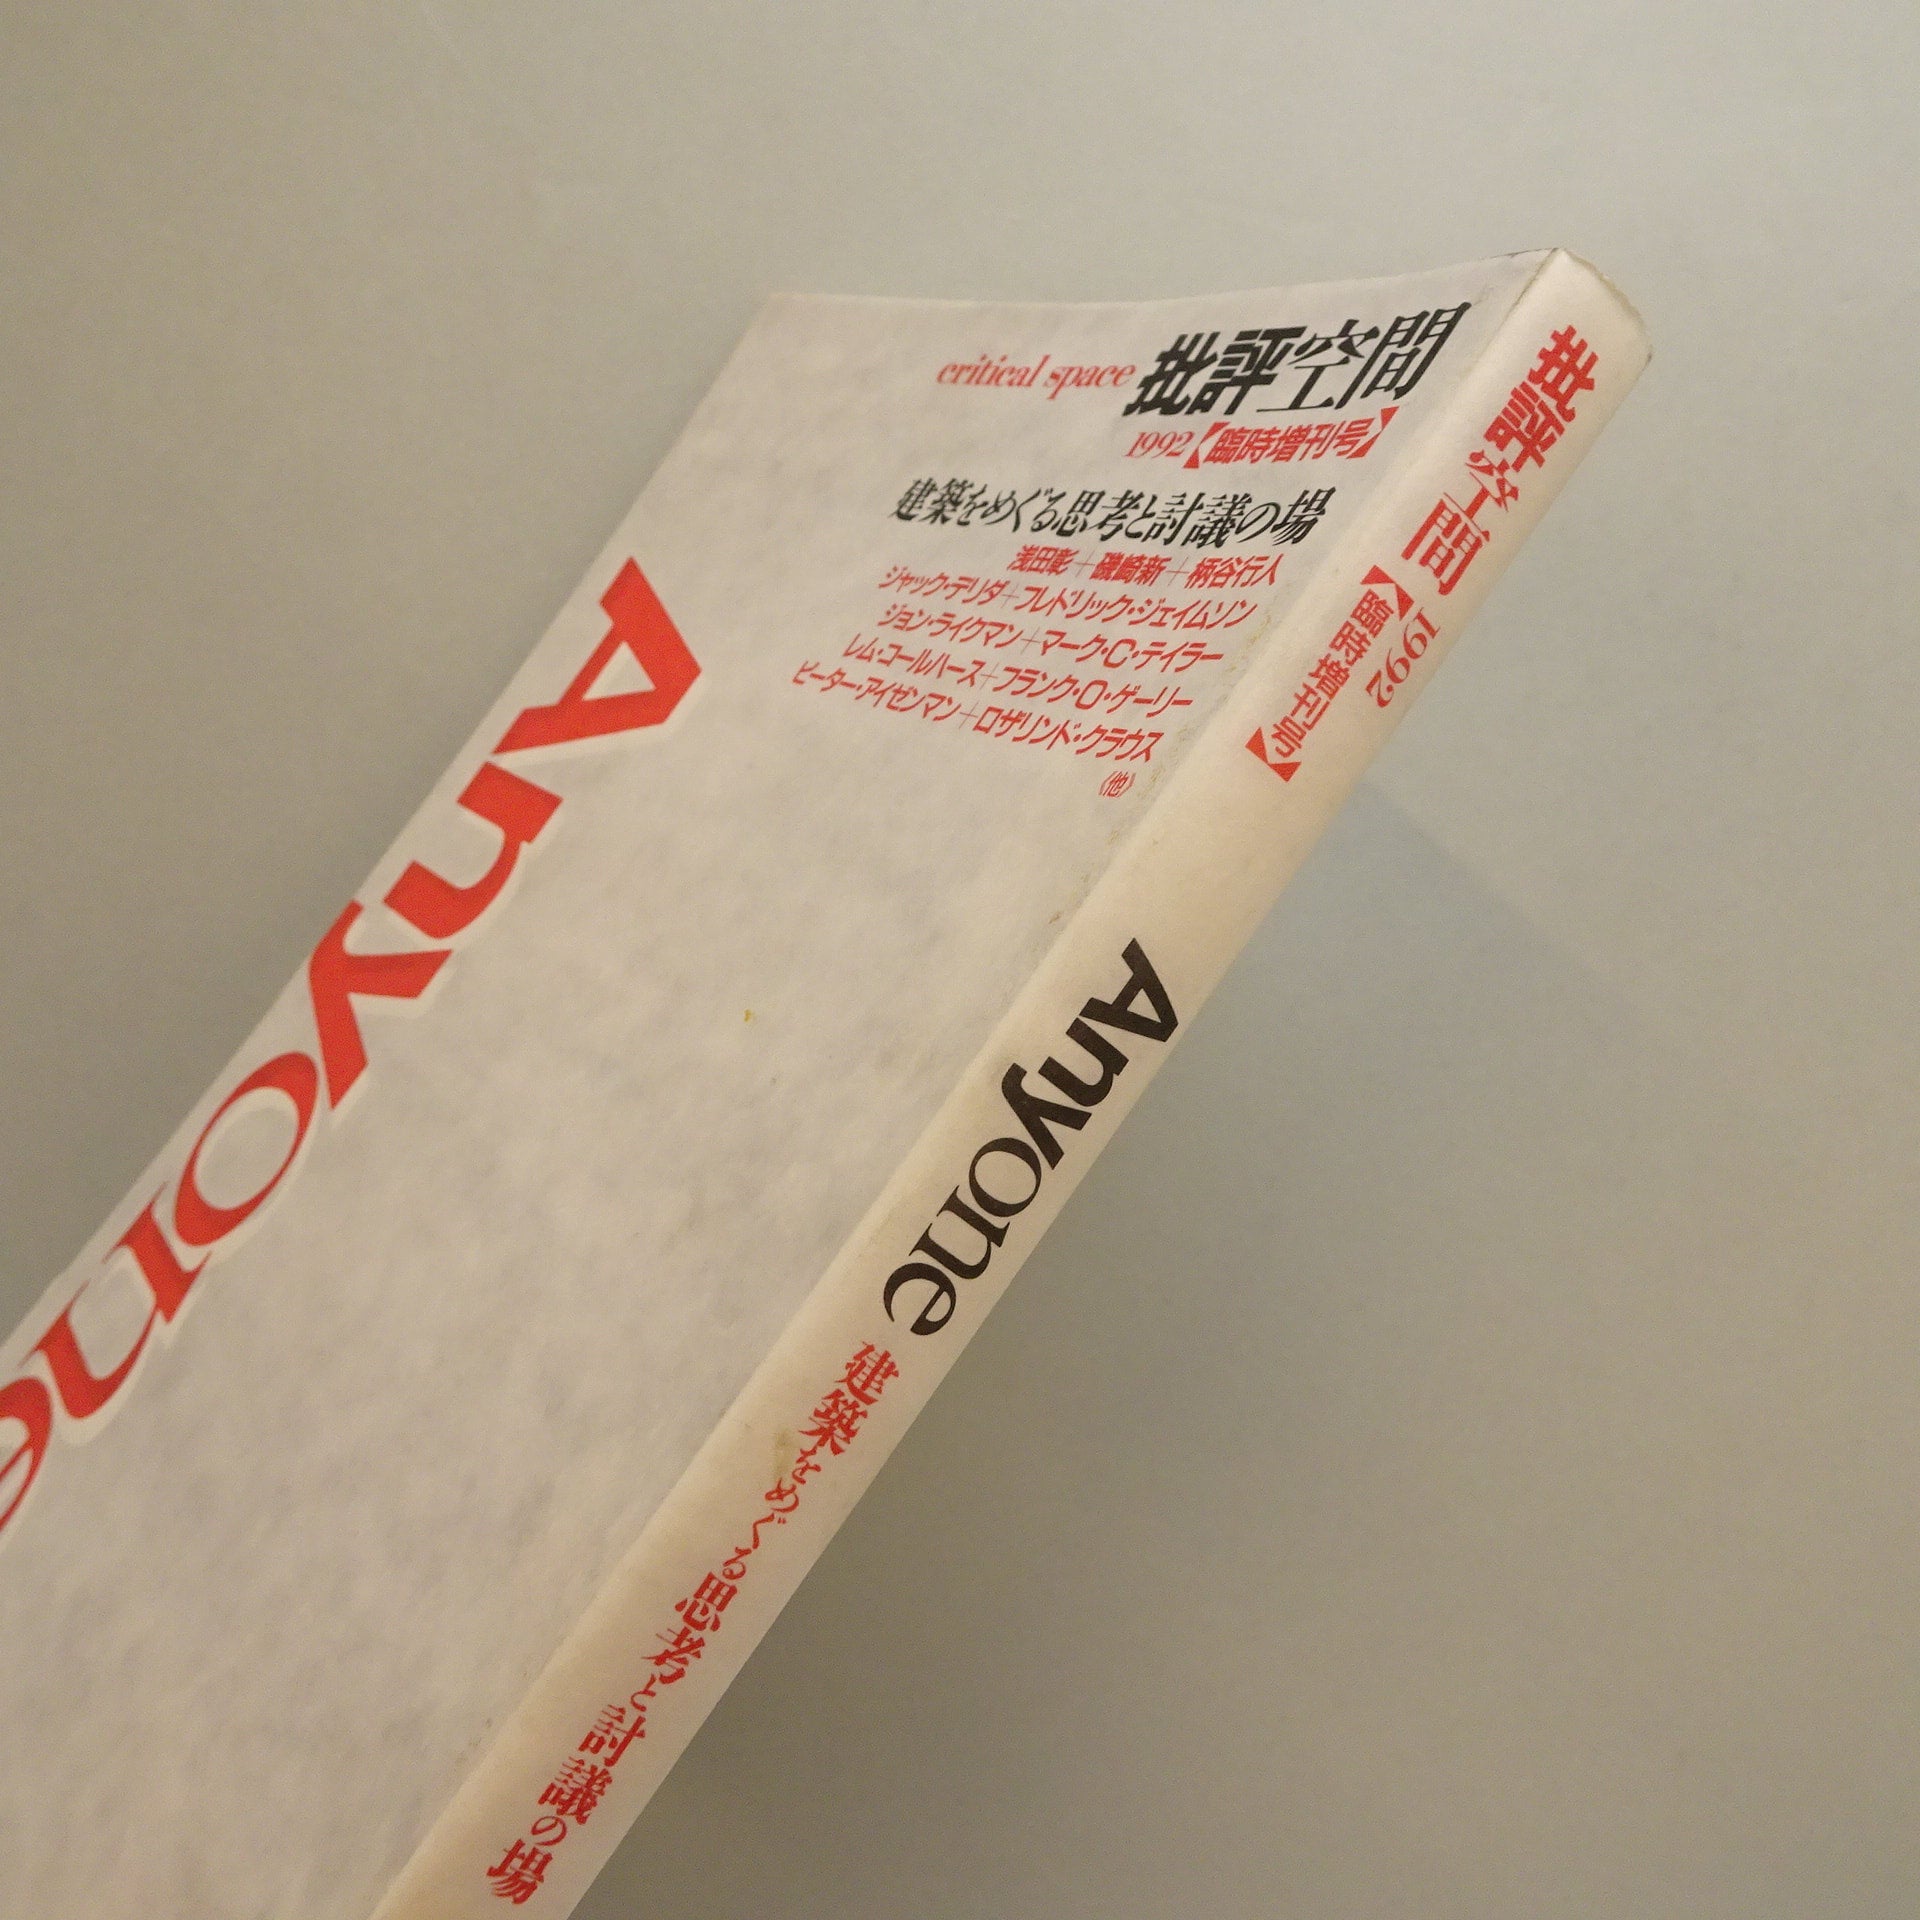 critical space 批評空間
1992【臨時増刊号】
建築をめぐる思考と討議の場
浅田彰+磯崎新+柄谷行人
ジャック・デリダ+フレドリック・ジェイムソン
ジョン・ライクマン+マーク・C・テイラー
レム・コールハース+フランク・O・ゲーリー
ピーター・アイゼンマン+ロザリンド・クラウス
〈他〉
Anyone
批評空間 1992【臨時増刊号】
Anyone
建築をめぐる思考と討議の場